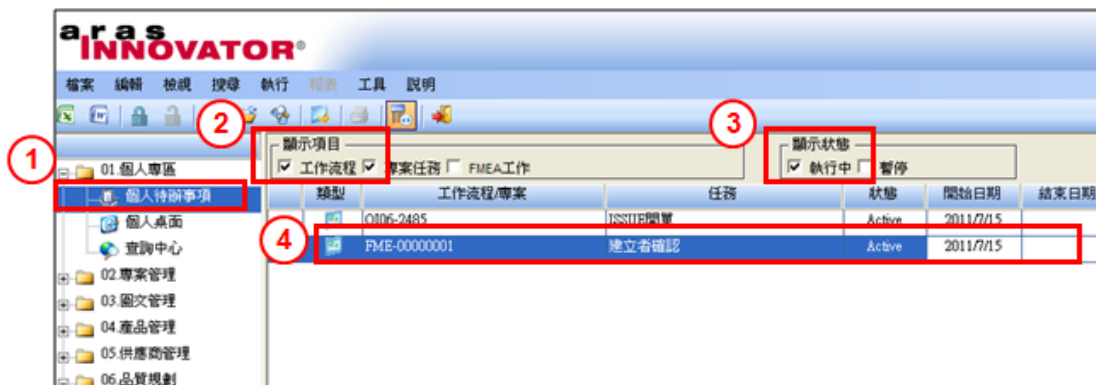 aras
INNOVATOR®
檔案 編輯 檢視 搜尋 執行 報表 工具 說明
2
3
1
顯示項目
顯示狀態
01.個人專區
工作流程 專案任務 FMEA工作
執行中 暫停
個人待辦事項
類型 工作流程/專案 任務 狀態 開始日期 結束日期
個人桌面
OI06-2485 ISSUE開單 Active 2011/7/15
4
查詢中心
FME-00000001 建立者確認 Active 2011/7/15
02.專案管理
03.圖文管理
04.產品管理
05.供應商管理
06.品質規劃